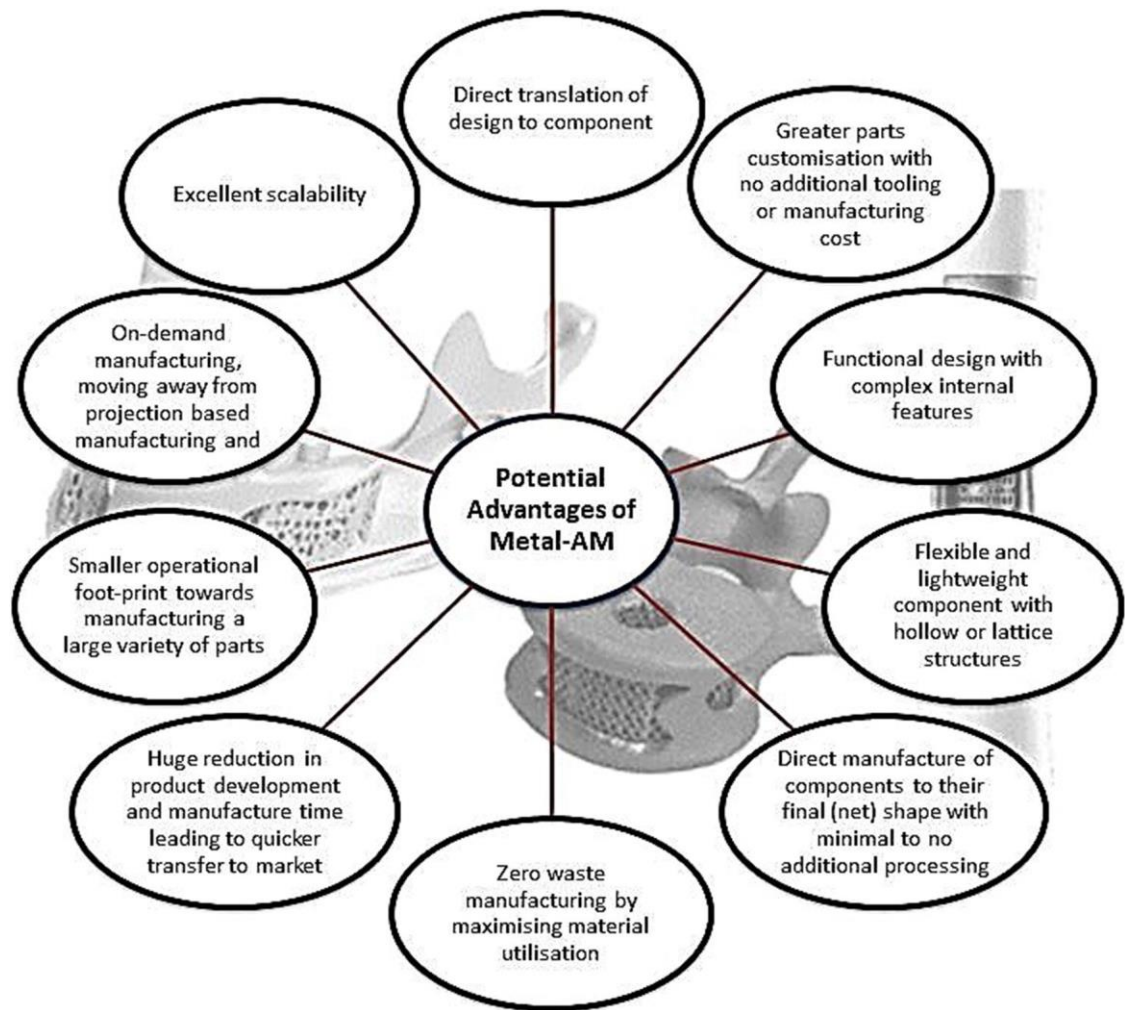 Direct translation of
design to component
Greater parts
customisation with
no additional tooling
or manufacturing
cost
Functional design with
complex internal
features
Flexible and
lightweight
component with
hollow or lattice
structures
Direct manufacture of
components to their
final (net) shape with
minimal to no
additional processing
Zero waste
manufacturing by
maximising material
utilisation
Huge reduction in
product development
and manufacture time
leading to quicker
transfer to market
Smaller operational
foot-print towards
manufacturing a
large variety of parts
On-demand
manufacturing,
moving away from
projection based
manufacturing and
Excellent scalability
Potential
Advantages of
Metal-AM